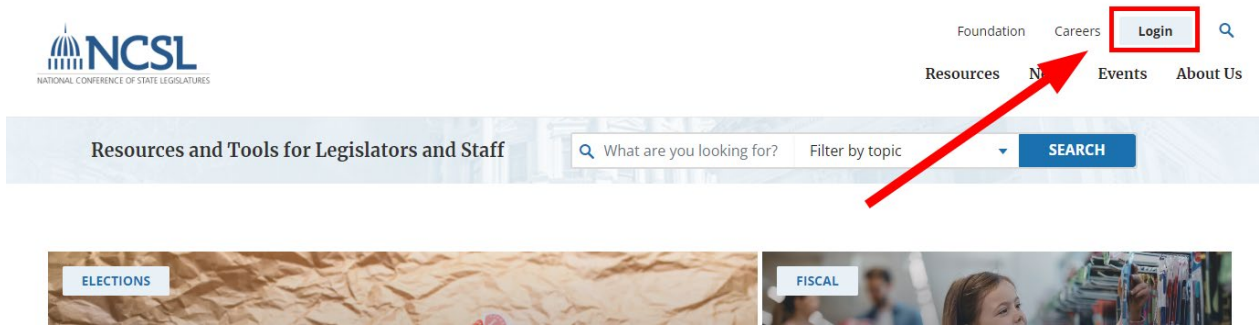 Foundation Careers Login
NCSL
NATIONAL CONFERENCE OF STATE LEGISLATURES
Resources Events About Us
Resources and Tools for Legislators and Staff What are you looking for? Filter by topic SEARCH
ELECTIONS FISCAL